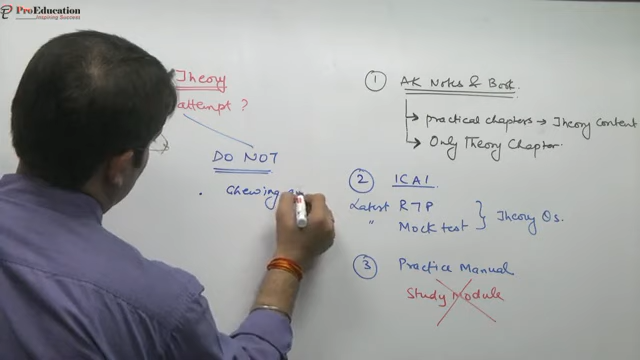 ProEducation
Inspiring Success
Theory
attempt ?
DO NOT
Chewing
① AK Notes & Book.
→ practical chapters → Theory Content
→ Only Theory Chapter.
② ICAI
Latest RTP
" Mock test } Theory Qs.
③ Practice Manual
Study Module